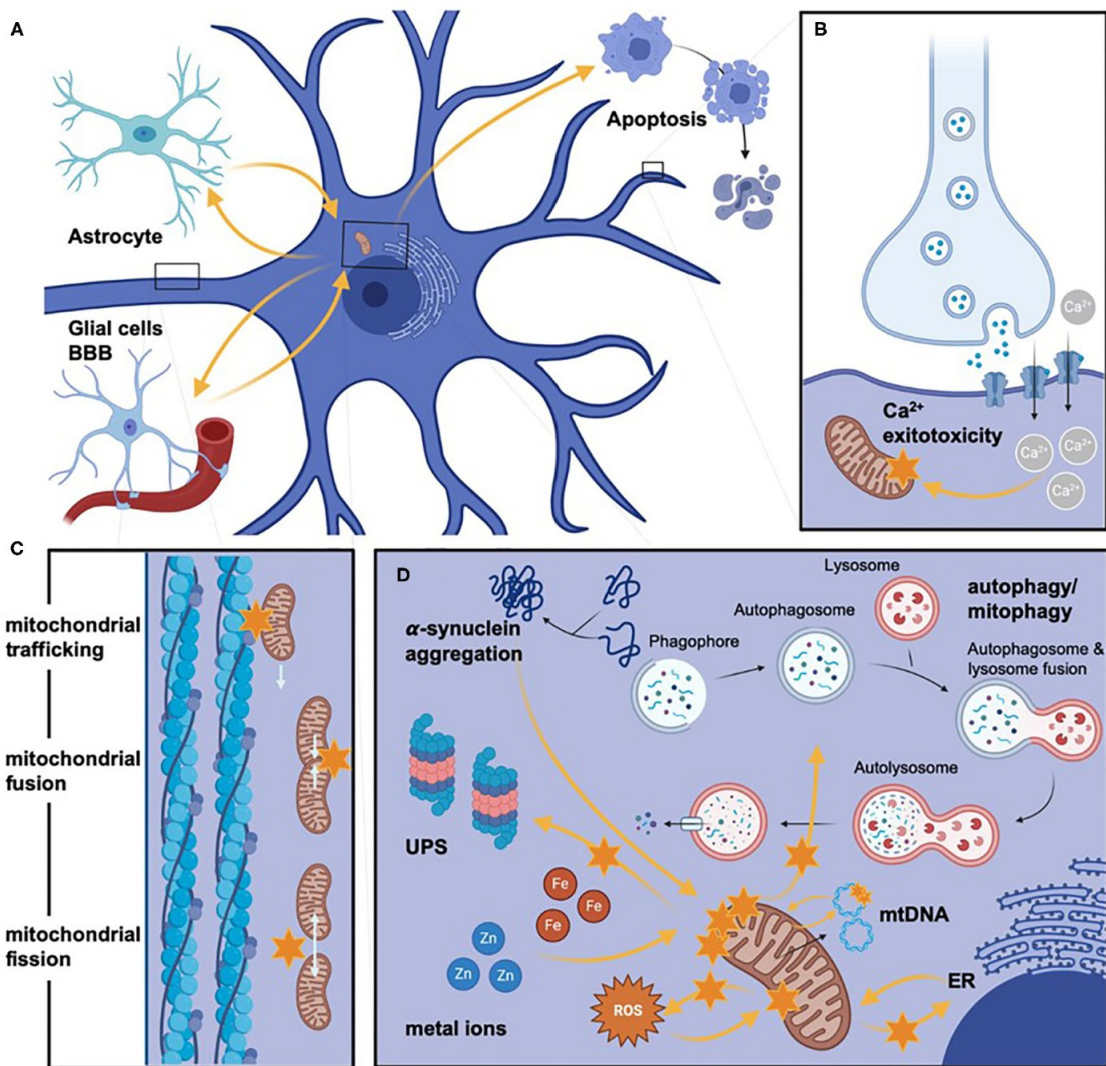 A
Astrocyte
Apoptosis
Glial cells
BBB
B
Ca²⁺
Ca²⁺
exitotoxicity
Ca²⁺
Ca²⁺
Ca²⁺
C
mitochondrial
trafficking
mitochondrial
fusion
mitochondrial
fission
D
α-synuclein
aggregation
Phagophore
Autophagosome
Lysosome
autophagy/
mitophagy
Autophagosome &
lysosome fusion
Autolysosome
UPS
Fe
Fe
Fe
Zn
Zn
Zn
metal ions
ROS
mtDNA
ER